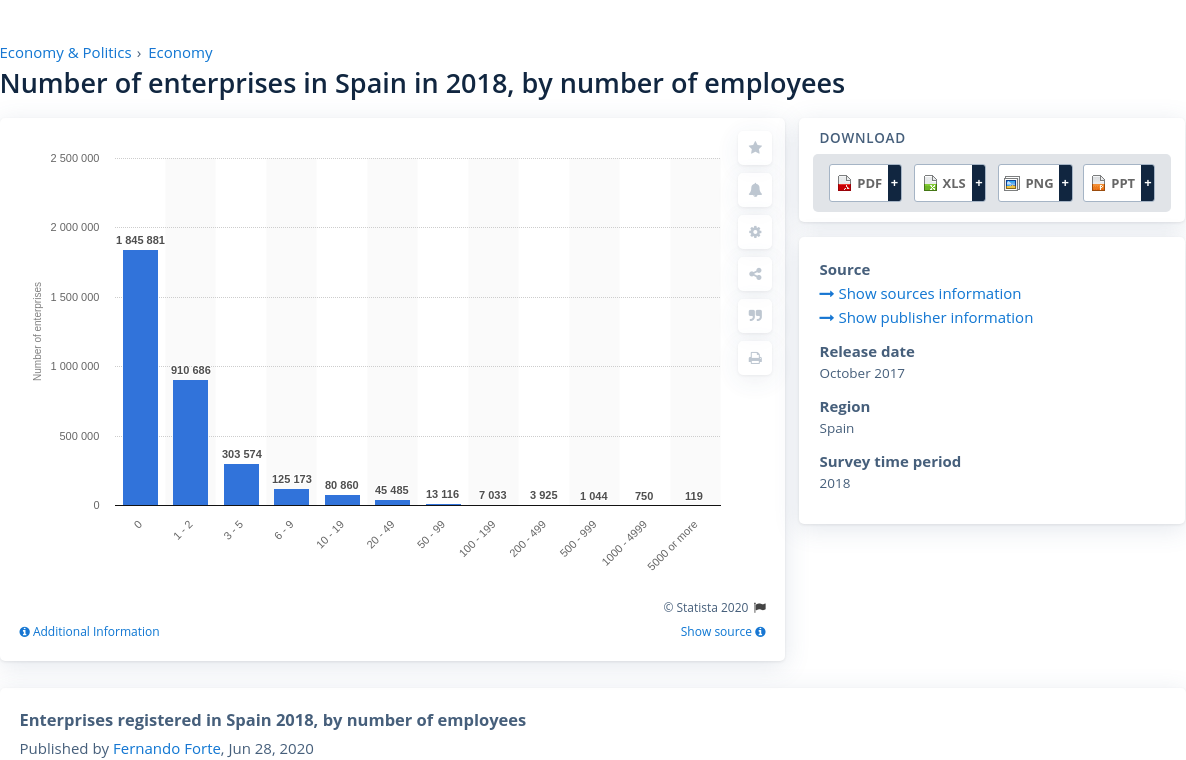 Economy & Politics › Economy
Number of enterprises in Spain in 2018, by number of employees
Number of enterprises
2 500 000
2 000 000
1 500 000
1 000 000
500 000
0
1 845 881
910 686
303 574
125 173
80 860
45 485
13 116
7 033
3 925
1 044
750
119
0
1 - 2
3 - 5
6 - 9
10 - 19
20 - 49
50 - 99
100 - 199
200 - 499
500 - 999
1000 - 4999
5000 or more
© Statista 2020
Additional Information
Show source
DOWNLOAD
PDF + XLS + PNG + PPT +
Source
Show sources information
Show publisher information
Release date
October 2017
Region
Spain
Survey time period
2018
Enterprises registered in Spain 2018, by number of employees
Published by Fernando Forte, Jun 28, 2020